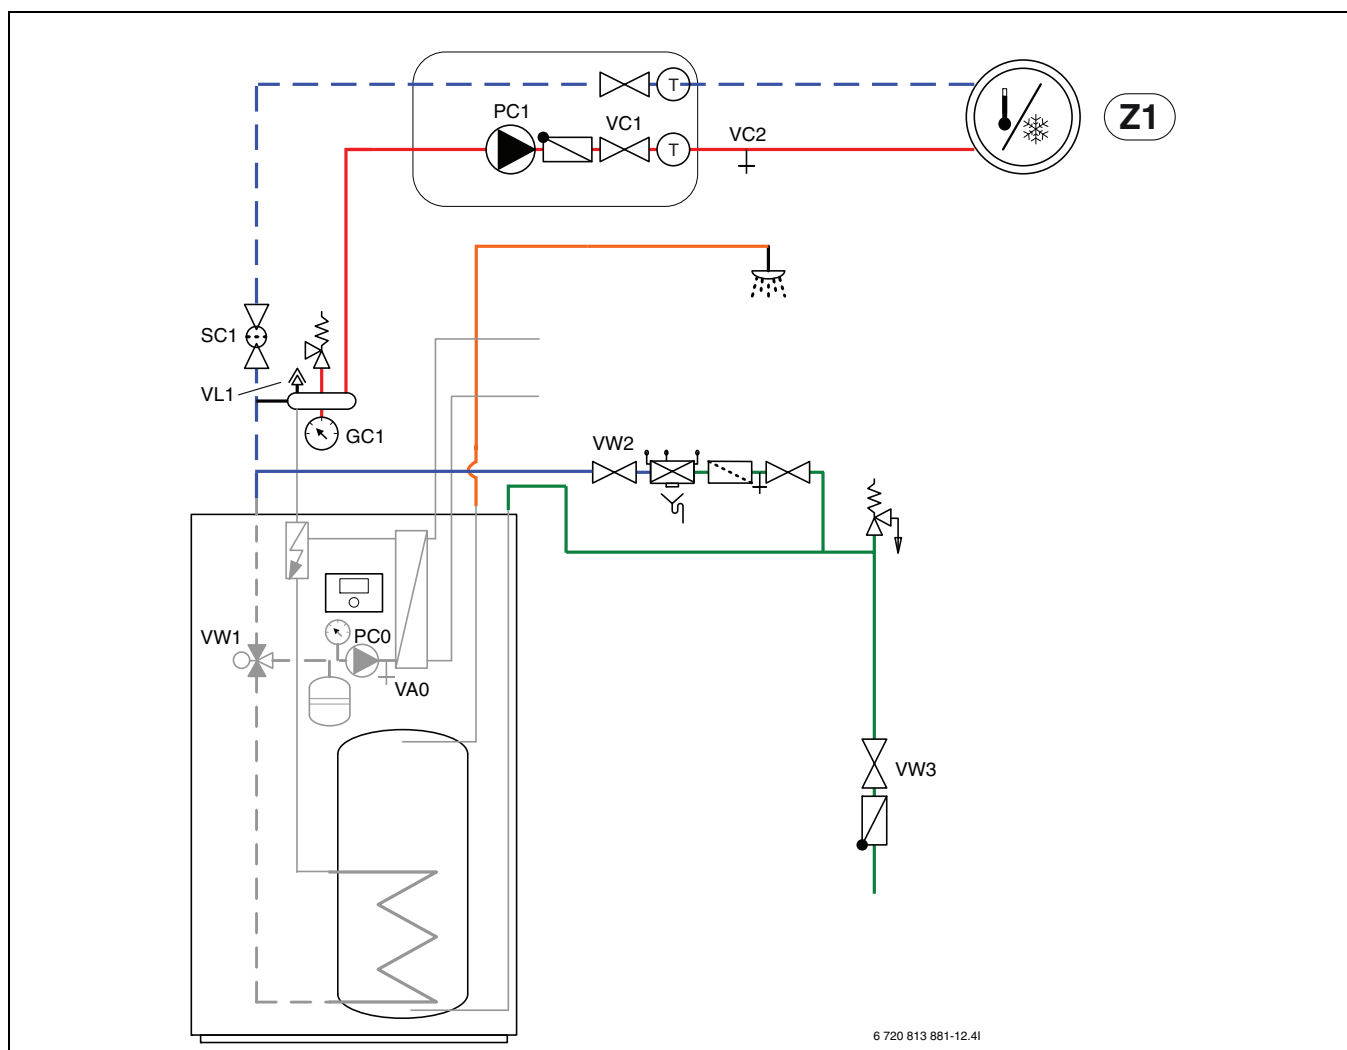 T
PC1
VC1
T
VC2
Z1
SC1
VL1
GC1
VW2
VW1
PC0
VA0
VW3
6 720 813 881-12.4I